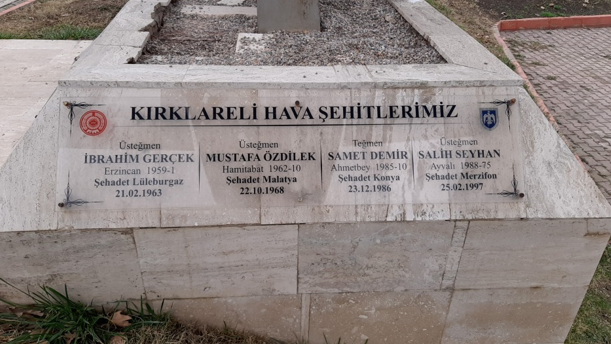 KIRKLARELİ HAVA ŞEHİTLERİMİZ
Üsteğmen
İBRAHİM GERÇEK
Erzincan 1959-1
Şehadet Lüleburgaz
21.02.1963
Üsteğmen
MUSTAFA ÖZDİLEK
Hamitabat 1962-10
Şehadet Malatya
22.10.1968
Teğmen
SAMET DEMİR
Ahmetbey 1985-10
Şehadet Konya
23.12.1986
Üsteğmen
SALİH SEYHAN
Ayvalı 1988-75
Şehadet Merzifon
25.02.1997